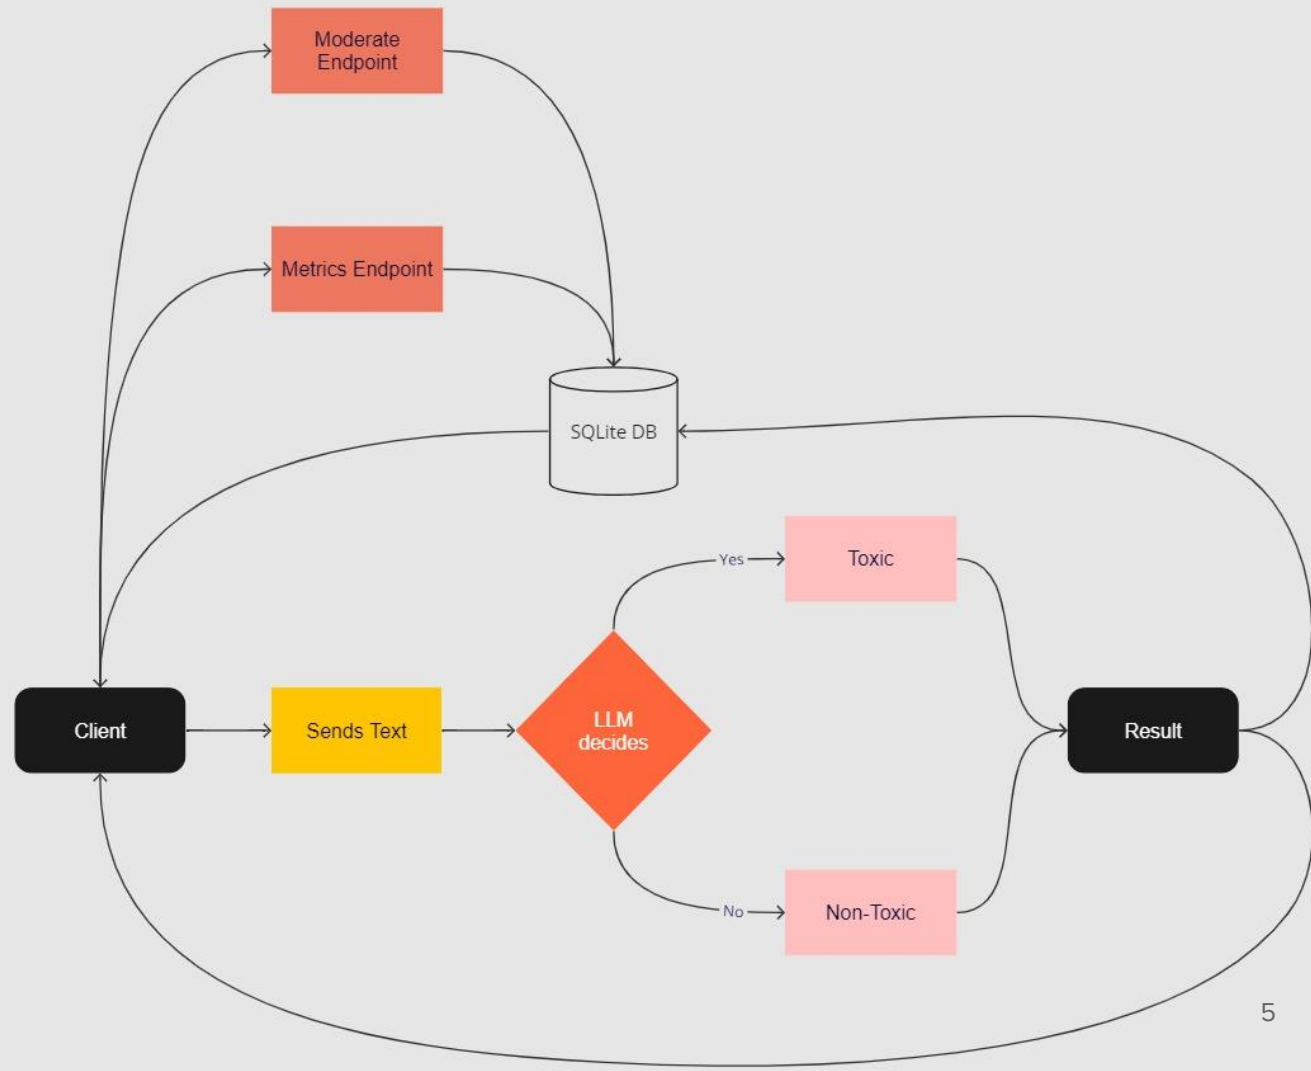 Moderate
Endpoint
Metrics Endpoint
SQLite DB
Yes
Toxic
Client
Sends Text
LLM
decides
Result
No
Non-Toxic
5